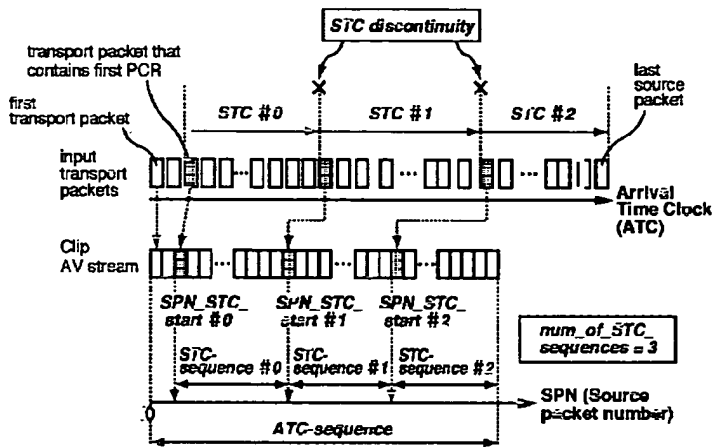 STC discontinuity
transport packet that
contains first PCR
first
transport packet
STC #0
STC #1
STC #2
last
source
packet
input
transport
packets
Arrival
Time Clock
(ATC)
Clip
AV stream
SPN_STC_
start #0
SPN_STC_
start #1
SPN_STC_
start #2
num_of_STC_
sequences = 3
STC-
sequence #0
STC-
sequence #1
STC-
sequence #2
SPN (Source
packet number)
0
ATC-sequence